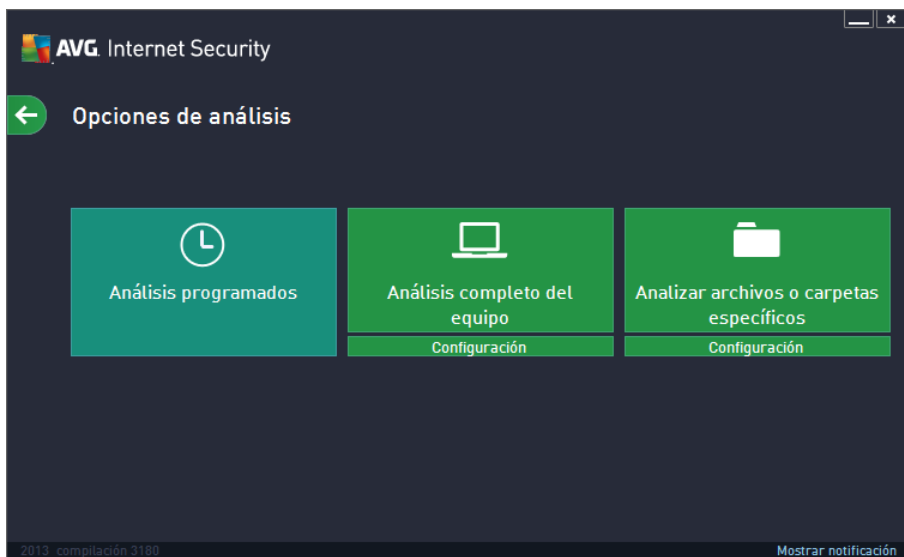 AVG. Internet Security
Opciones de análisis
Análisis programados
Análisis completo del
equipo
Configuración
Analizar archivos o carpetas
específicos
Configuración
2013 compilación 3180
Mostrar notificación